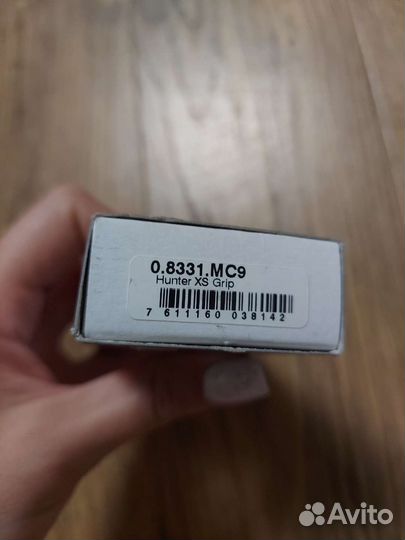 0.8331.MC9
Hunter XS Grip
7 611160 038142
Avito